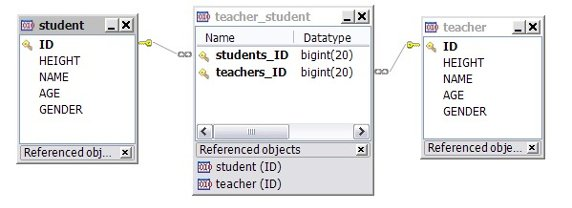 student
ID
HEIGHT
NAME
AGE
GENDER
Referenced obj...
teacher_student
Name Datatype
students_ID bigint(20)
teachers_ID bigint(20)
Referenced objects
student (ID)
teacher (ID)
teacher
ID
HEIGHT
NAME
AGE
GENDER
Referenced obje...